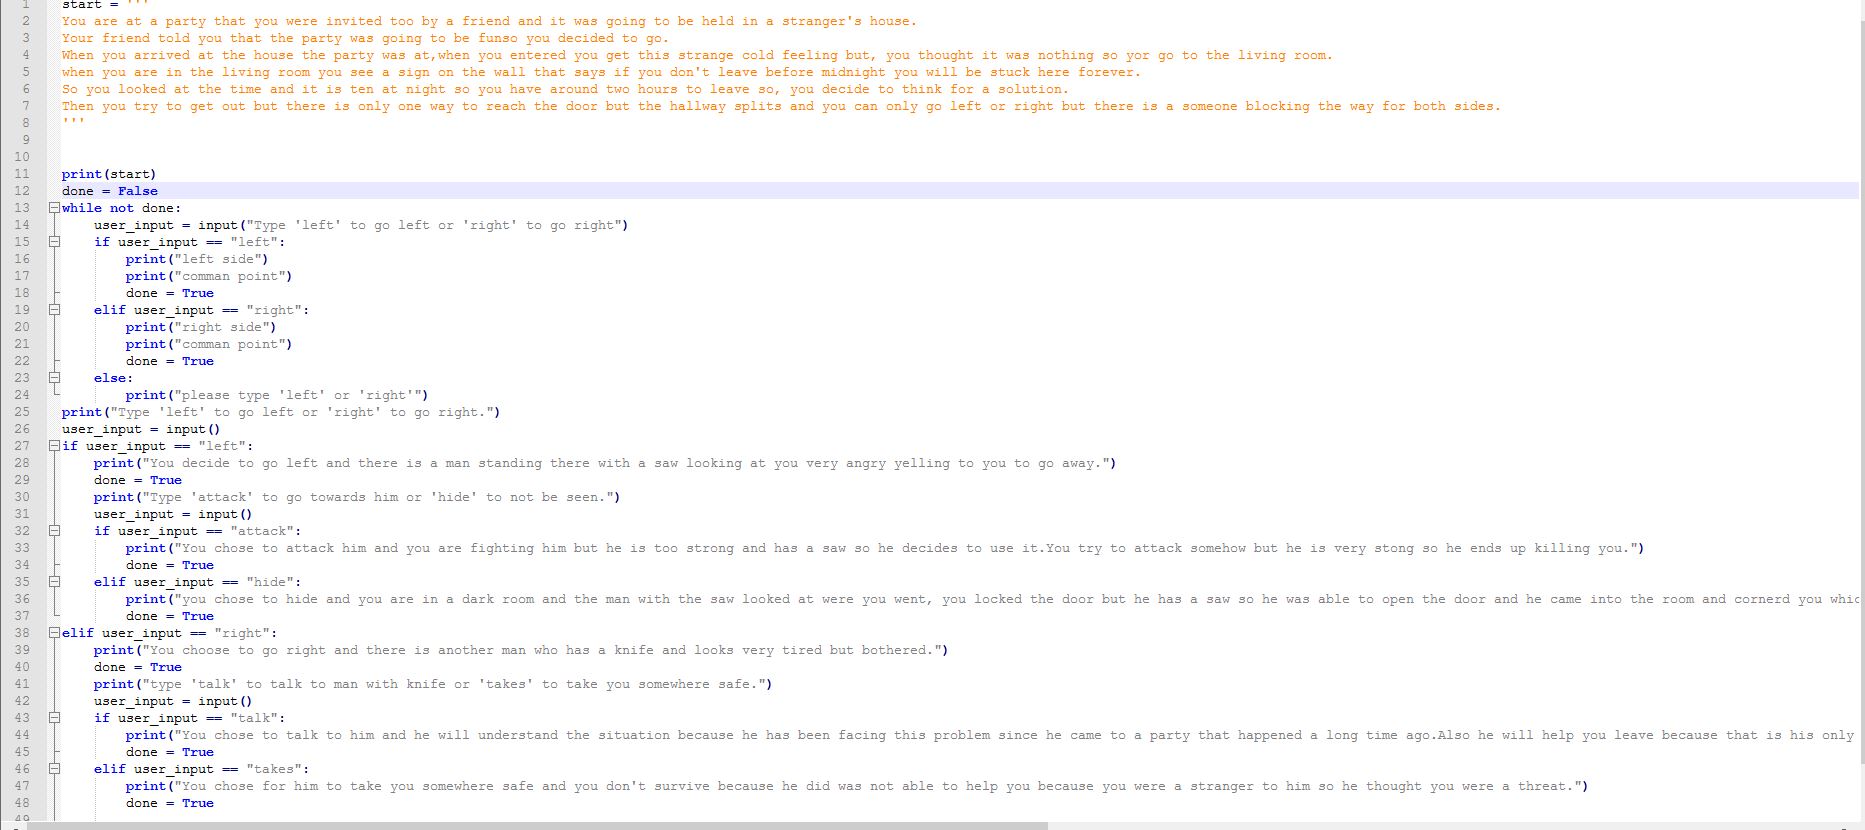 1 start = '''
2 You are at a party that you were invited too by a friend and it was going to be held in a stranger's house.
3 Your friend told you that the party was going to be funso you decided to go.
4 When you arrived at the house the party was at,when you entered you get this strange cold feeling but, you thought it was nothing so yor go to the living room.
5 when you are in the living room you see a sign on the wall that says if you don't leave before midnight you will be stuck here forever.
6 So you looked at the time and it is ten at night so you have around two hours to leave so, you decide to think for a solution.
7 Then you try to get out but there is only one way to reach the door but the hallway splits and you can only go left or right but there is a someone blocking the way for both sides.
8 '''
9
10
11 print(start)
12 done = False
13 while not done:
14 user_input = input("Type 'left' to go left or 'right' to go right")
15 if user_input == "left":
16 print("left side")
17 print("comman point")
18 done = True
19 elif user_input == "right":
20 print("right side")
21 print("comman point")
22 done = True
23 else:
24 print("please type 'left' or 'right'")
25 print("Type 'left' to go left or 'right' to go right.")
26 user_input = input()
27 if user_input == "left":
28 print("You decide to go left and there is a man standing there with a saw looking at you very angry yelling to you to go away.")
29 done = True
30 print("Type 'attack' to go towards him or 'hide' to not be seen.")
31 user_input = input()
32 if user_input == "attack":
33 print("You chose to attack him and you are fighting him but he is too strong and has a saw so he decides to use it.You try to attack somehow but he is very stong so he ends up killing you.")
34 done = True
35 elif user_input == "hide":
36 print("you chose to hide and you are in a dark room and the man with the saw looked at were you went, you locked the door but he has a saw so he was able to open the door and he came into the room and cornerd you whic
37 done = True
38 elif user_input == "right":
39 print("You choose to go right and there is another man who has a knife and looks very tired but bothered.")
40 done = True
41 print("type 'talk' to talk to man with knife or 'takes' to take you somewhere safe.")
42 user_input = input()
43 if user_input == "talk":
44 print("You chose to talk to him and he will understand the situation because he has been facing this problem since he came to a party that happened a long time ago.Also he will help you leave because that is his only
45 done = True
46 elif user_input == "takes":
47 print("You chose for him to take you somewhere safe and you don't survive because he did was not able to help you because you were a stranger to him so he thought you were a threat.")
48 done = True
49